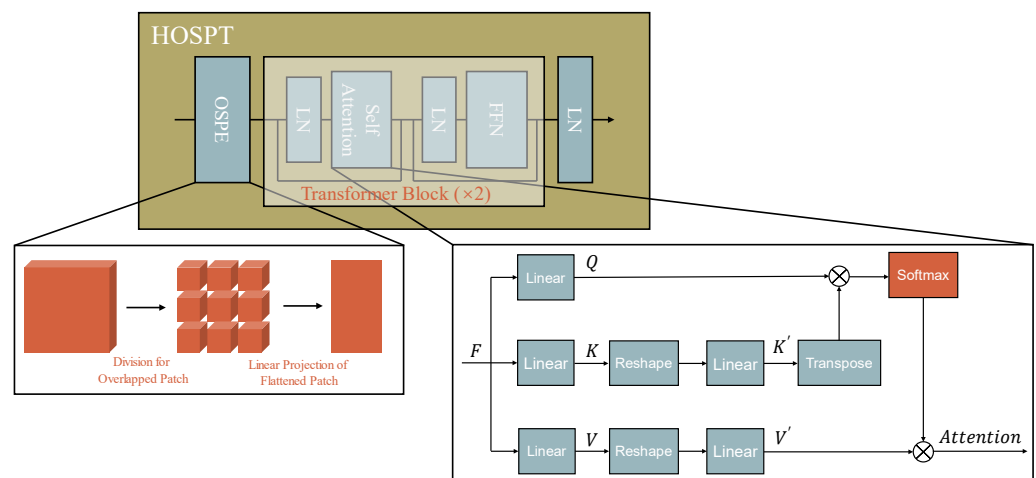 HOSPT
OSPE
LN
Self
Attention
LN
FFN
LN
Transformer Block (×2)
Division for
Overlapped Patch
Linear Projection of
Flattened Patch
F
Linear
Q
Softmax
Linear
K
Reshape
Linear
K′
Transpose
Linear
V
Reshape
Linear
V′
Attention